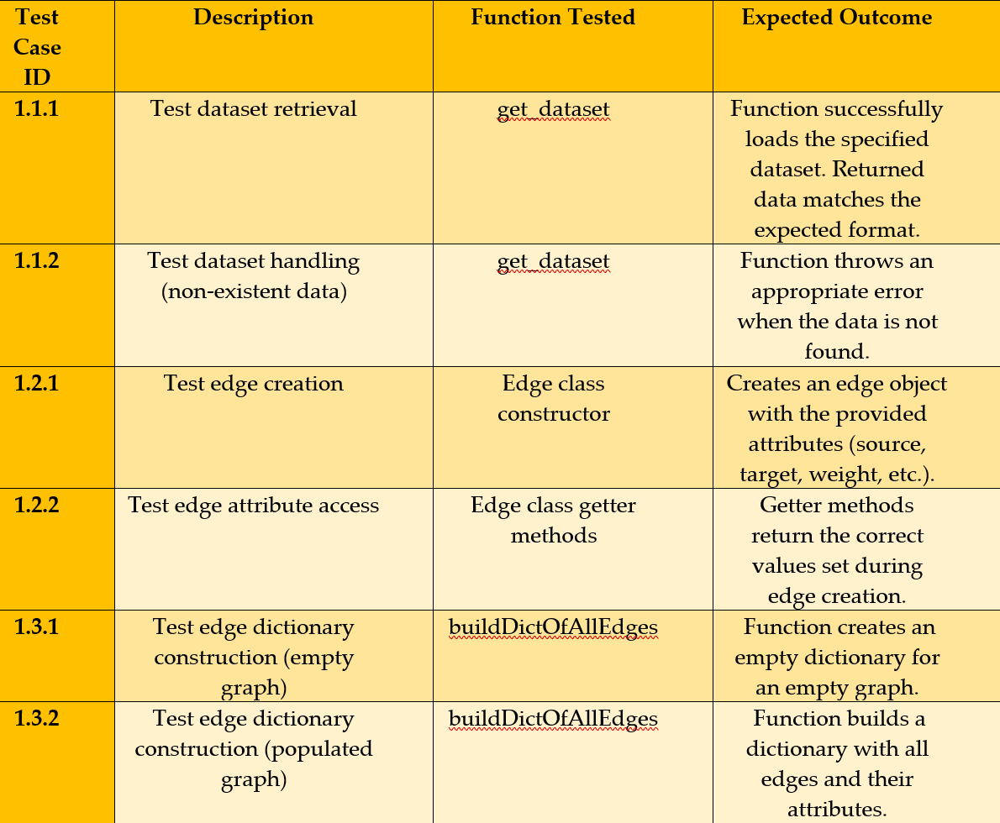 Test
Case
ID
Description
Function Tested
Expected Outcome
1.1.1
Test dataset retrieval
get_dataset
Function successfully
loads the specified
dataset. Returned
data matches the
expected format.
1.1.2
Test dataset handling
(non-existent data)
get_dataset
Function throws an
appropriate error
when the data is not
found.
1.2.1
Test edge creation
Edge class
constructor
Creates an edge object
with the provided
attributes (source,
target, weight, etc.).
1.2.2
Test edge attribute access
Edge class getter
methods
Getter methods
return the correct
values set during
edge creation.
1.3.1
Test edge dictionary
construction (empty
graph)
buildDictOfAllEdges
Function creates an
empty dictionary for
an empty graph.
1.3.2
Test edge dictionary
construction (populated
graph)
buildDictOfAllEdges
Function builds a
dictionary with all
edges and their
attributes.